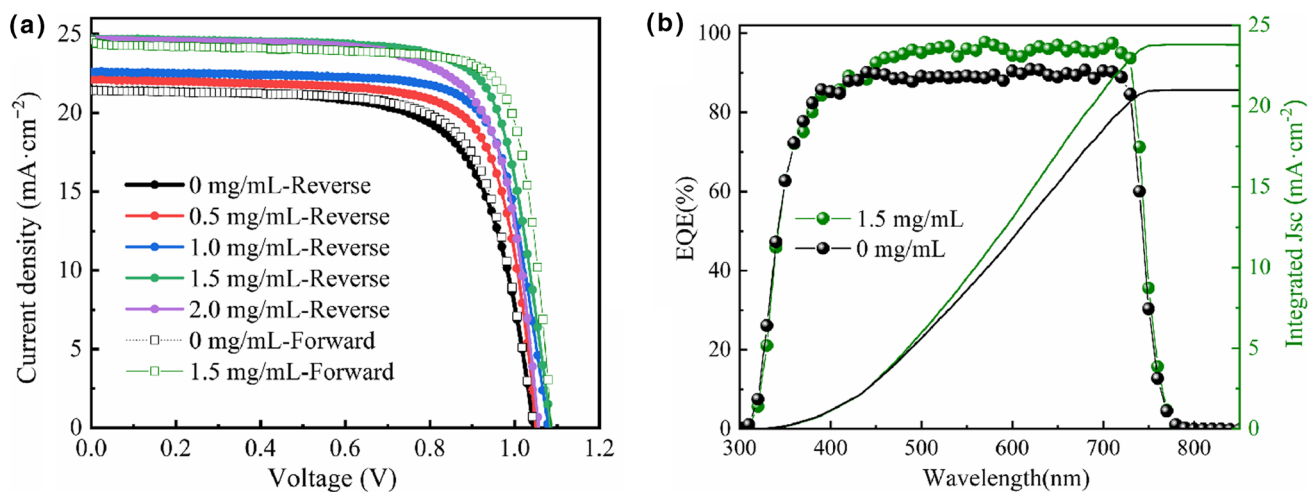 (a)
25
20
15
10
5
0
Current density (mA·cm⁻²)
0 mg/mL-Reverse
0.5 mg/mL-Reverse
1.0 mg/mL-Reverse
1.5 mg/mL-Reverse
2.0 mg/mL-Reverse
0 mg/mL-Forward
1.5 mg/mL-Forward
0.0 0.2 0.4 0.6 0.8 1.0 1.2
Voltage (V)
(b)
100
80
60
40
20
0
EQE(%)
1.5 mg/mL
0 mg/mL
300 400 500 600 700 800
Wavelength(nm)
25
20
15
10
5
0
Integrated Jsc (mA·cm⁻²)